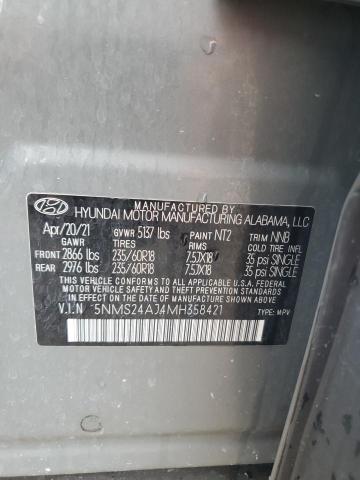 MANUFACTURED BY
HYUNDAI MOTOR MANUFACTURING ALABAMA, LLC
Apr/20/21 GVWR 5137 lbs PAINT NT2 TRIM NNB
GAWR TIRES RIMS COLD TIRE INFL
FRONT 2866 lbs 235/60R18 7.5JX18 35 psi SINGLE
REAR 2976 lbs 235/60R18 7.5JX18 35 psi SINGLE
THIS VEHICLE CONFORMS TO ALL APPLICABLE U.S.A. FEDERAL
MOTOR VEHICLE SAFETY AND THEFT PREVENTION STANDARDS IN
EFFECT ON THE DATE OF MANUFACTURE SHOWN ABOVE.
V.I.N 5NMS24AJ4MH358421
TYPE: MPV